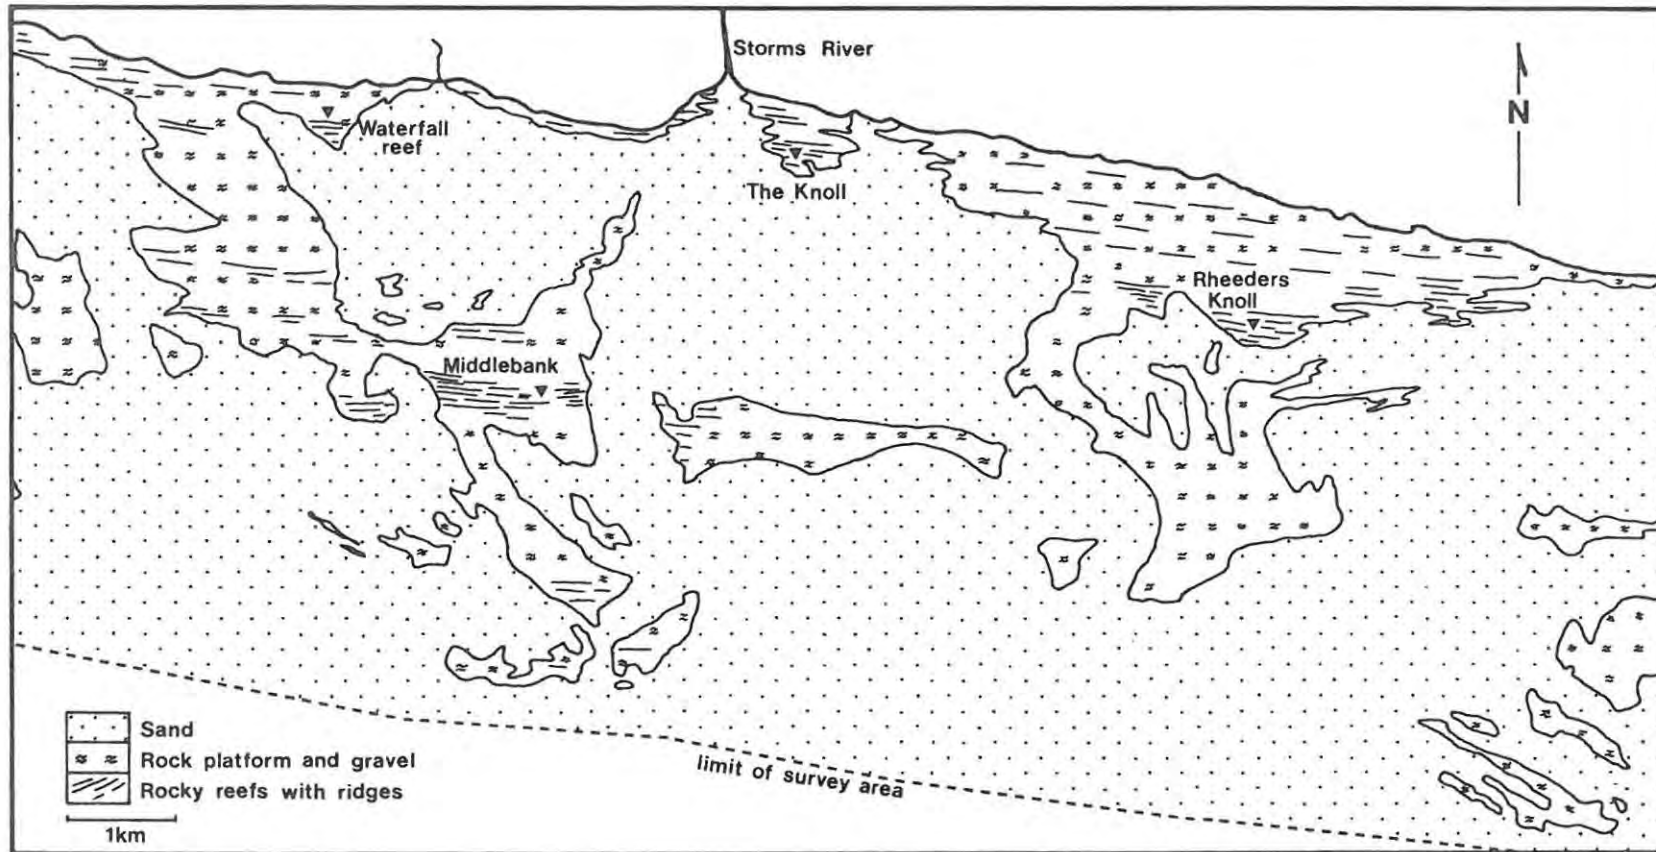 Storms River
N
Waterfall
reef
The Knoll
Rheeders
Knoll
Middlebank
Sand
Rock platform and gravel
Rocky reefs with ridges
1km
limit of survey area